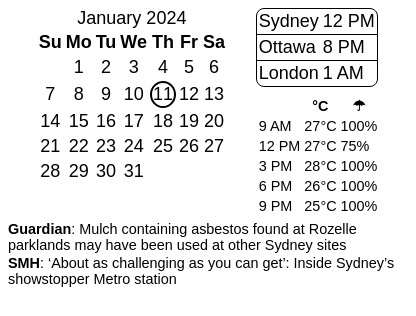 January 2024
Su Mo Tu We Th Fr Sa
1 2 3 4 5 6
7 8 9 10 11 12 13
14 15 16 17 18 19 20
21 22 23 24 25 26 27
28 29 30 31
Sydney 12 PM
Ottawa 8 PM
London 1 AM
°C ☂
9 AM 27°C 100%
12 PM 27°C 75%
3 PM 28°C 100%
6 PM 26°C 100%
9 PM 25°C 100%
Guardian: Mulch containing asbestos found at Rozelle
parklands may have been used at other Sydney sites
SMH: ‘About as challenging as you can get’: Inside Sydney’s
showstopper Metro station